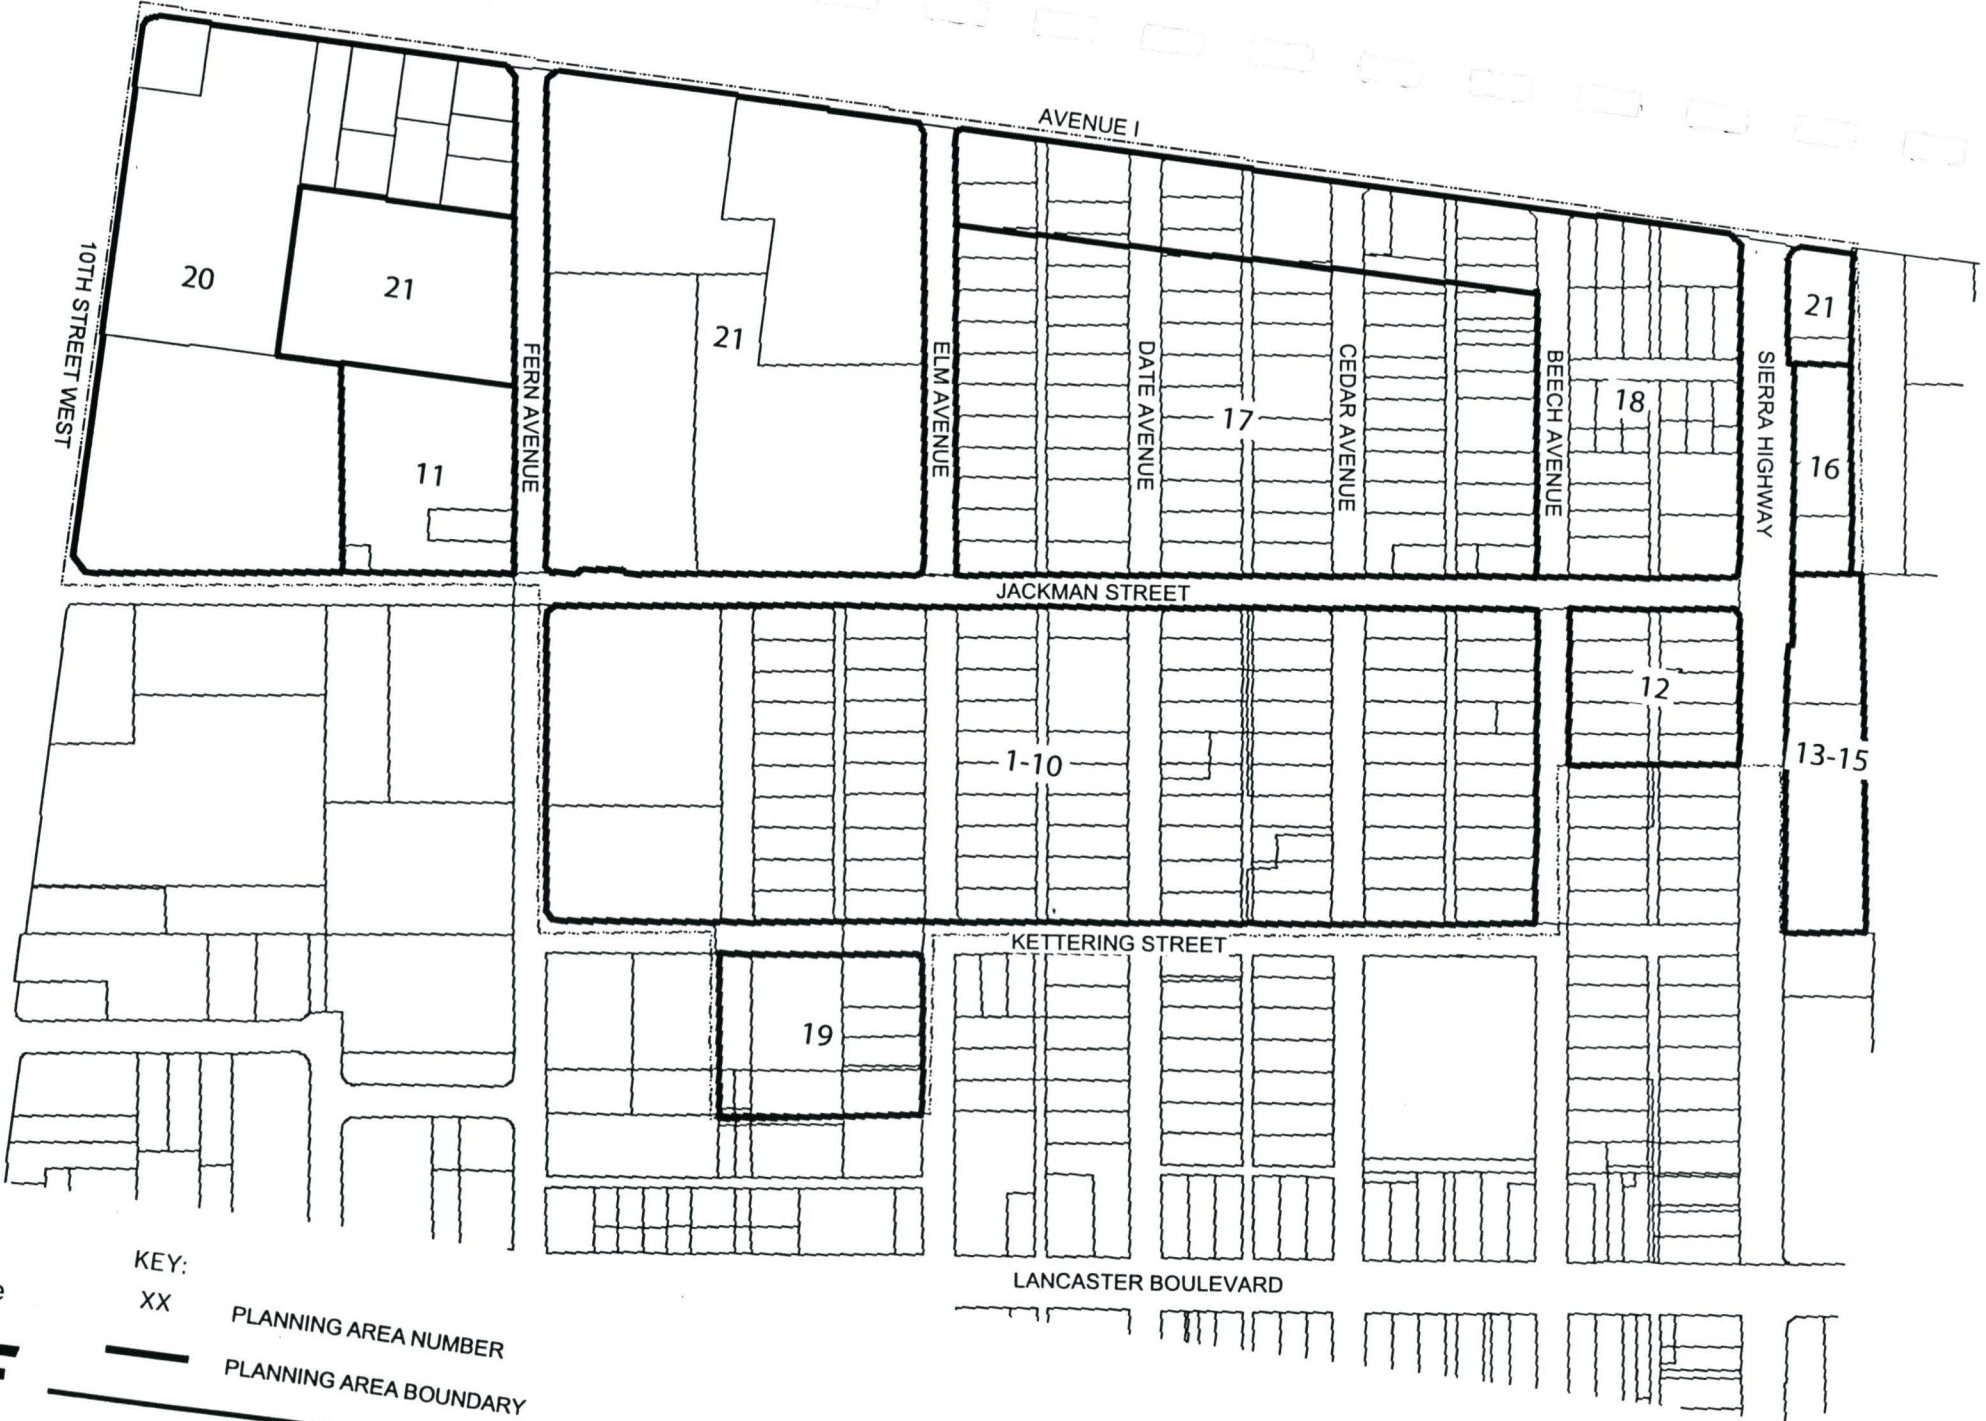 AVENUE I
10TH STREET WEST
20
21
FERN AVENUE
21
ELM AVENUE
DATE AVENUE
17
CEDAR AVENUE
BEECH AVENUE
18
SIERRA HIGHWAY
21
16
11
JACKMAN STREET
12
1-10
13-15
KETTERING STREET
19
LANCASTER BOULEVARD
KEY:
XX
PLANNING AREA NUMBER
PLANNING AREA BOUNDARY